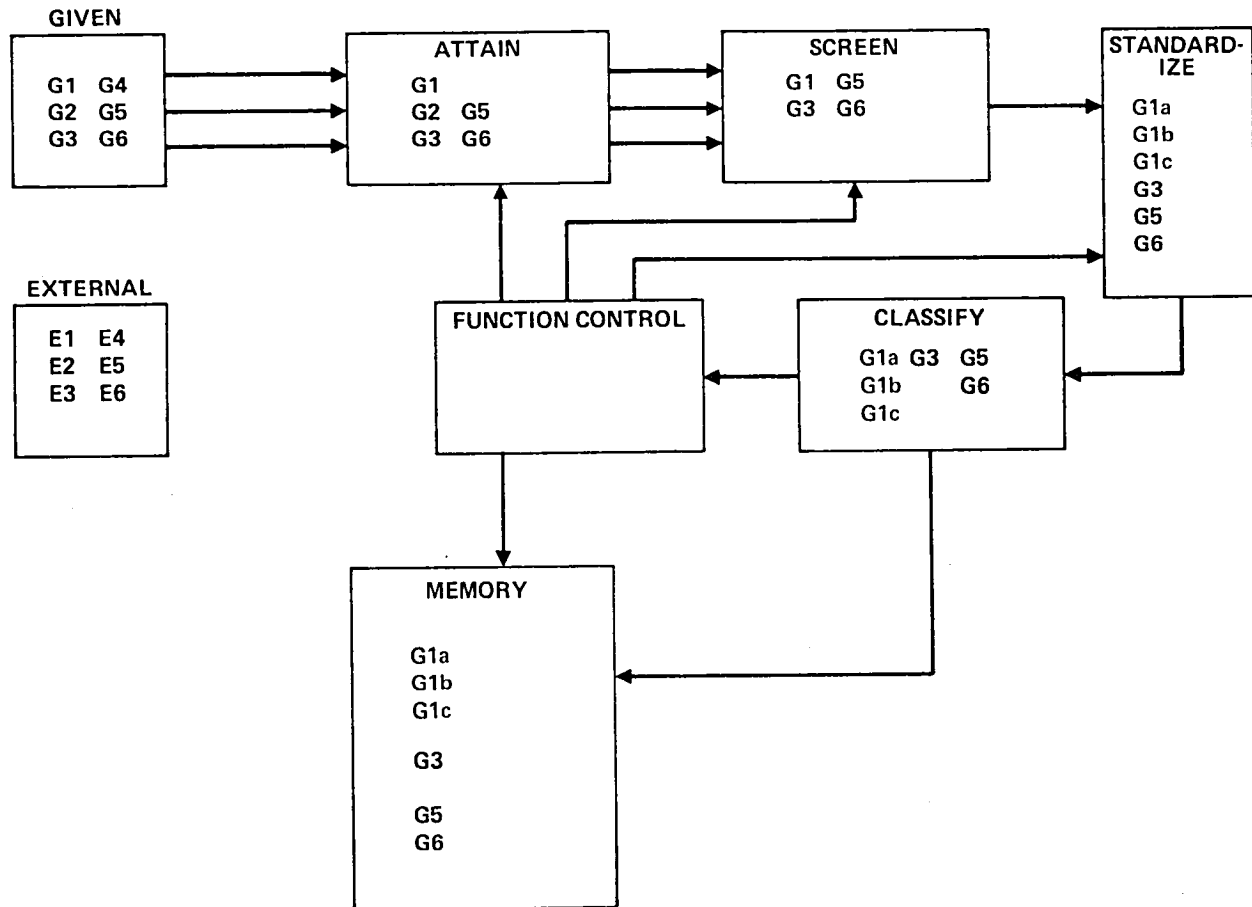 GIVEN
G1 G4
G2 G5
G3 G6
ATTAIN
G1
G2 G5
G3 G6
SCREEN
G1 G5
G3 G6
STANDARD-
IZE
G1a
G1b
G1c
G3
G5
G6
EXTERNAL
E1 E4
E2 E5
E3 E6
FUNCTION CONTROL
CLASSIFY
G1a G3 G5
G1b G6
G1c
MEMORY
G1a
G1b
G1c
G3
G5
G6